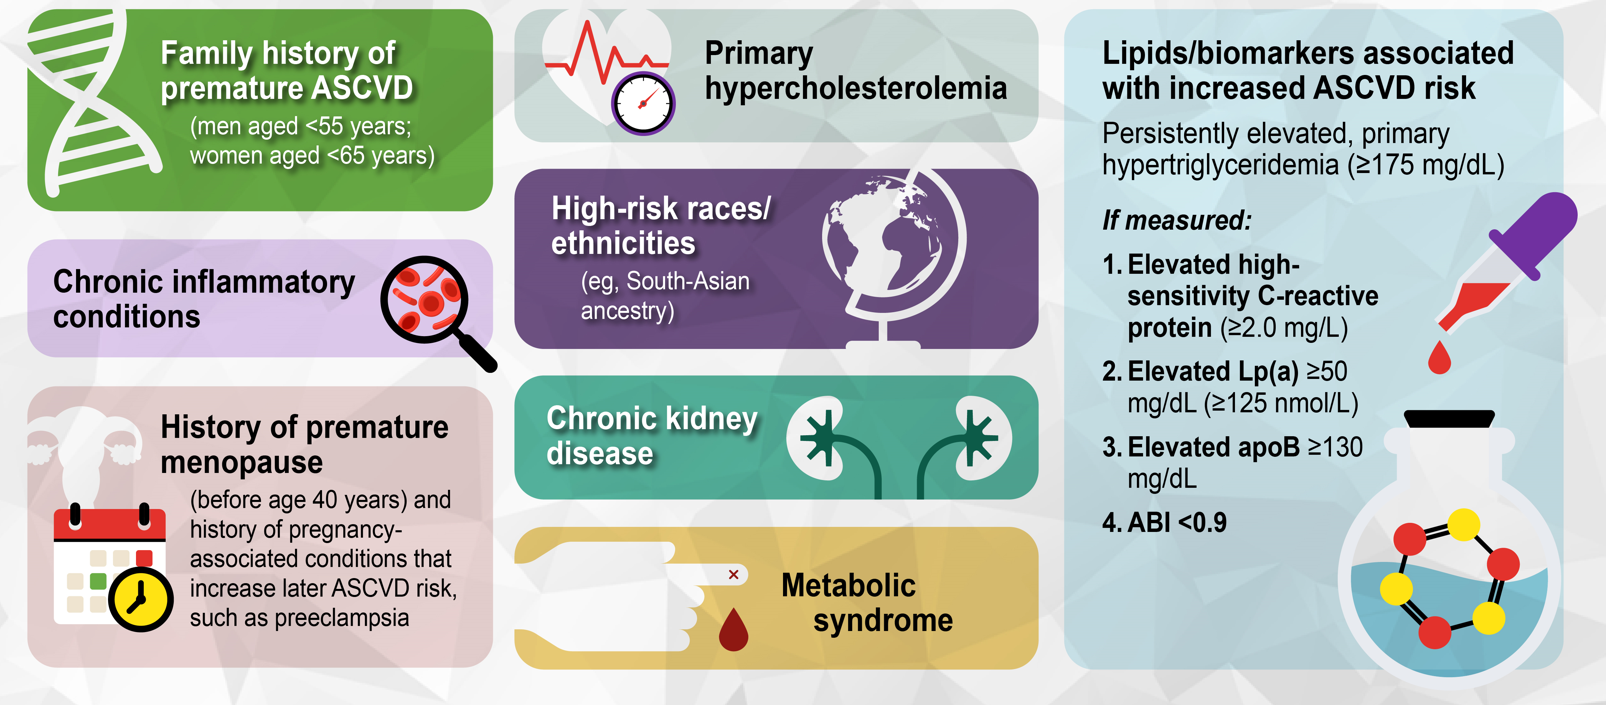 Family history of
premature ASCVD
(men aged <55 years;
women aged <65 years)
Chronic inflammatory
conditions
History of premature
menopause
(before age 40 years) and
history of pregnancy-
associated conditions that
increase later ASCVD risk,
such as preeclampsia
Primary
hypercholesterolemia
High-risk races/
ethnicities
(eg, South-Asian
ancestry)
Chronic kidney
disease
Metabolic
syndrome
Lipids/biomarkers associated
with increased ASCVD risk
Persistently elevated, primary
hypertriglyceridemia (≥175 mg/dL)
If measured:
1. Elevated high-
sensitivity C-reactive
protein (≥2.0 mg/L)
2. Elevated Lp(a) ≥50
mg/dL (≥125 nmol/L)
3. Elevated apoB ≥130
mg/dL
4. ABI <0.9